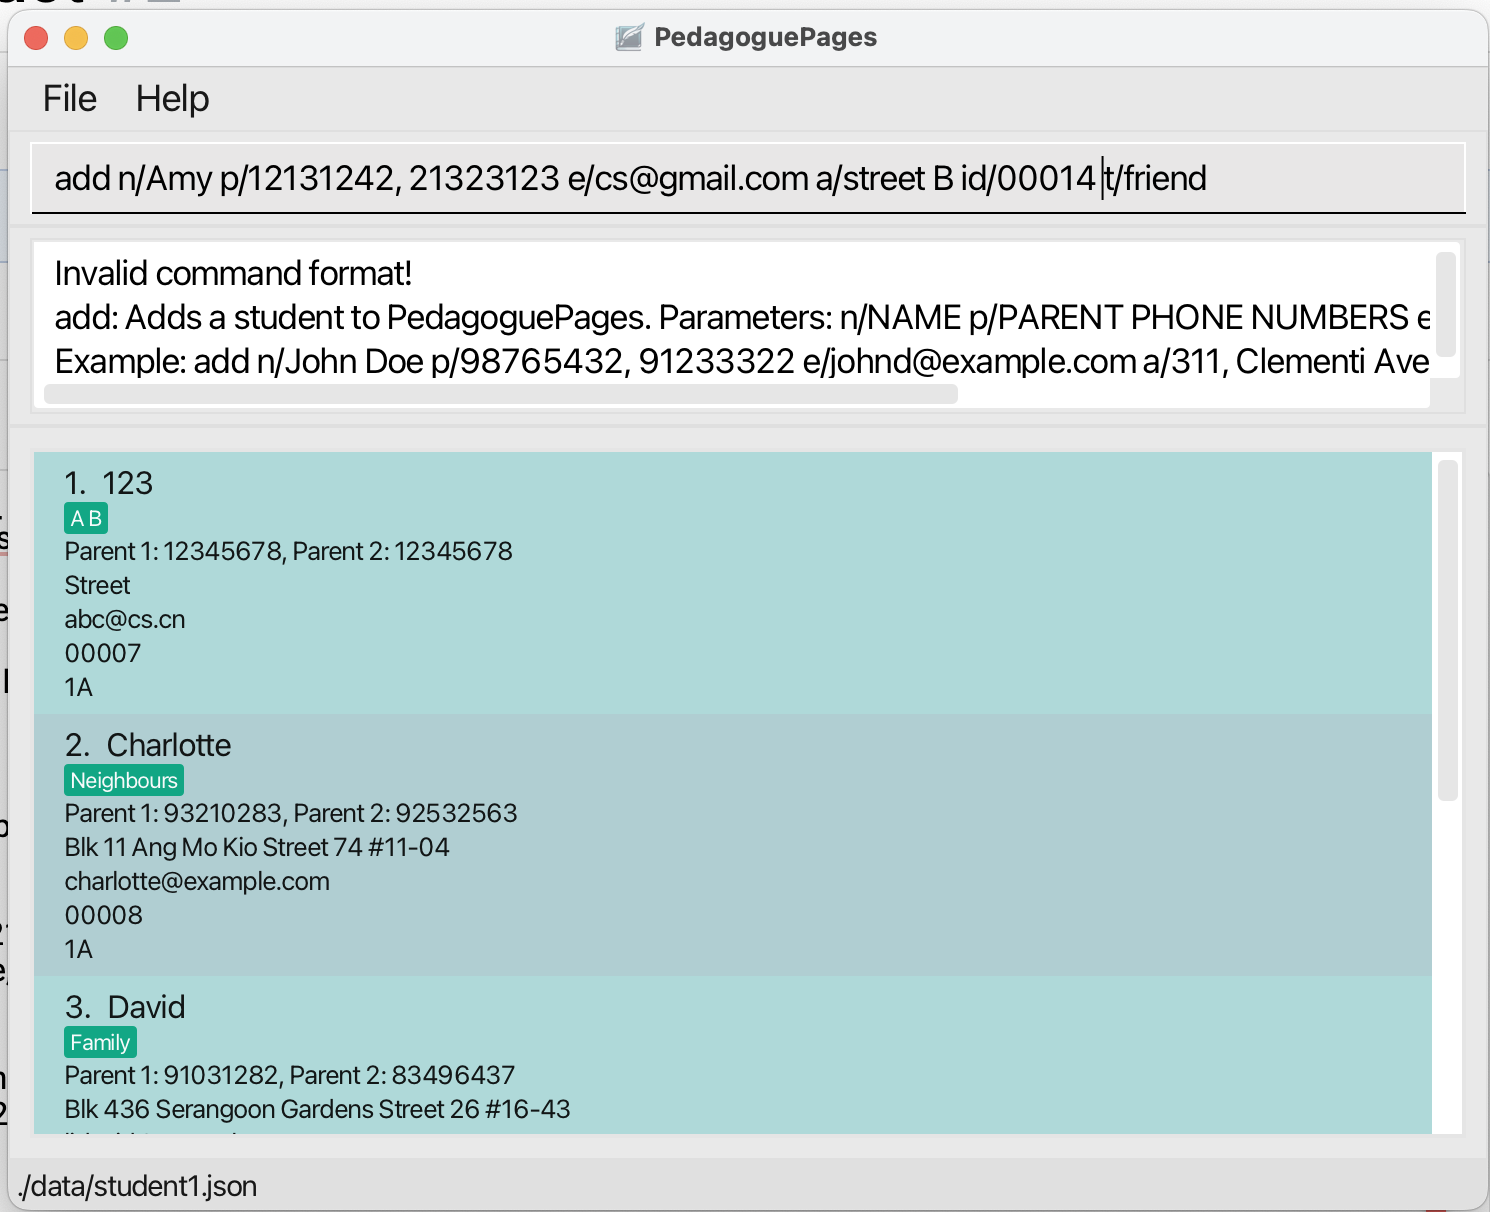 PedagoguePages
File Help
add n/Amy p/12131242, 21323123 e/cs@gmail.com a/street B id/00014 t/friend
Invalid command format!
add: Adds a student to PedagoguePages. Parameters: n/NAME p/PARENT PHONE NUMBERS e
Example: add n/John Doe p/98765432, 91233322 e/johnd@example.com a/311, Clementi Ave
1. 123
A B
Parent 1: 12345678, Parent 2: 12345678
Street
abc@cs.cn
00007
1A
2. Charlotte
Neighbours
Parent 1: 93210283, Parent 2: 92532563
Blk 11 Ang Mo Kio Street 74 #11-04
charlotte@example.com
00008
1A
3. David
Family
Parent 1: 91031282, Parent 2: 83496437
Blk 436 Serangoon Gardens Street 26 #16-43
./data/student1.json